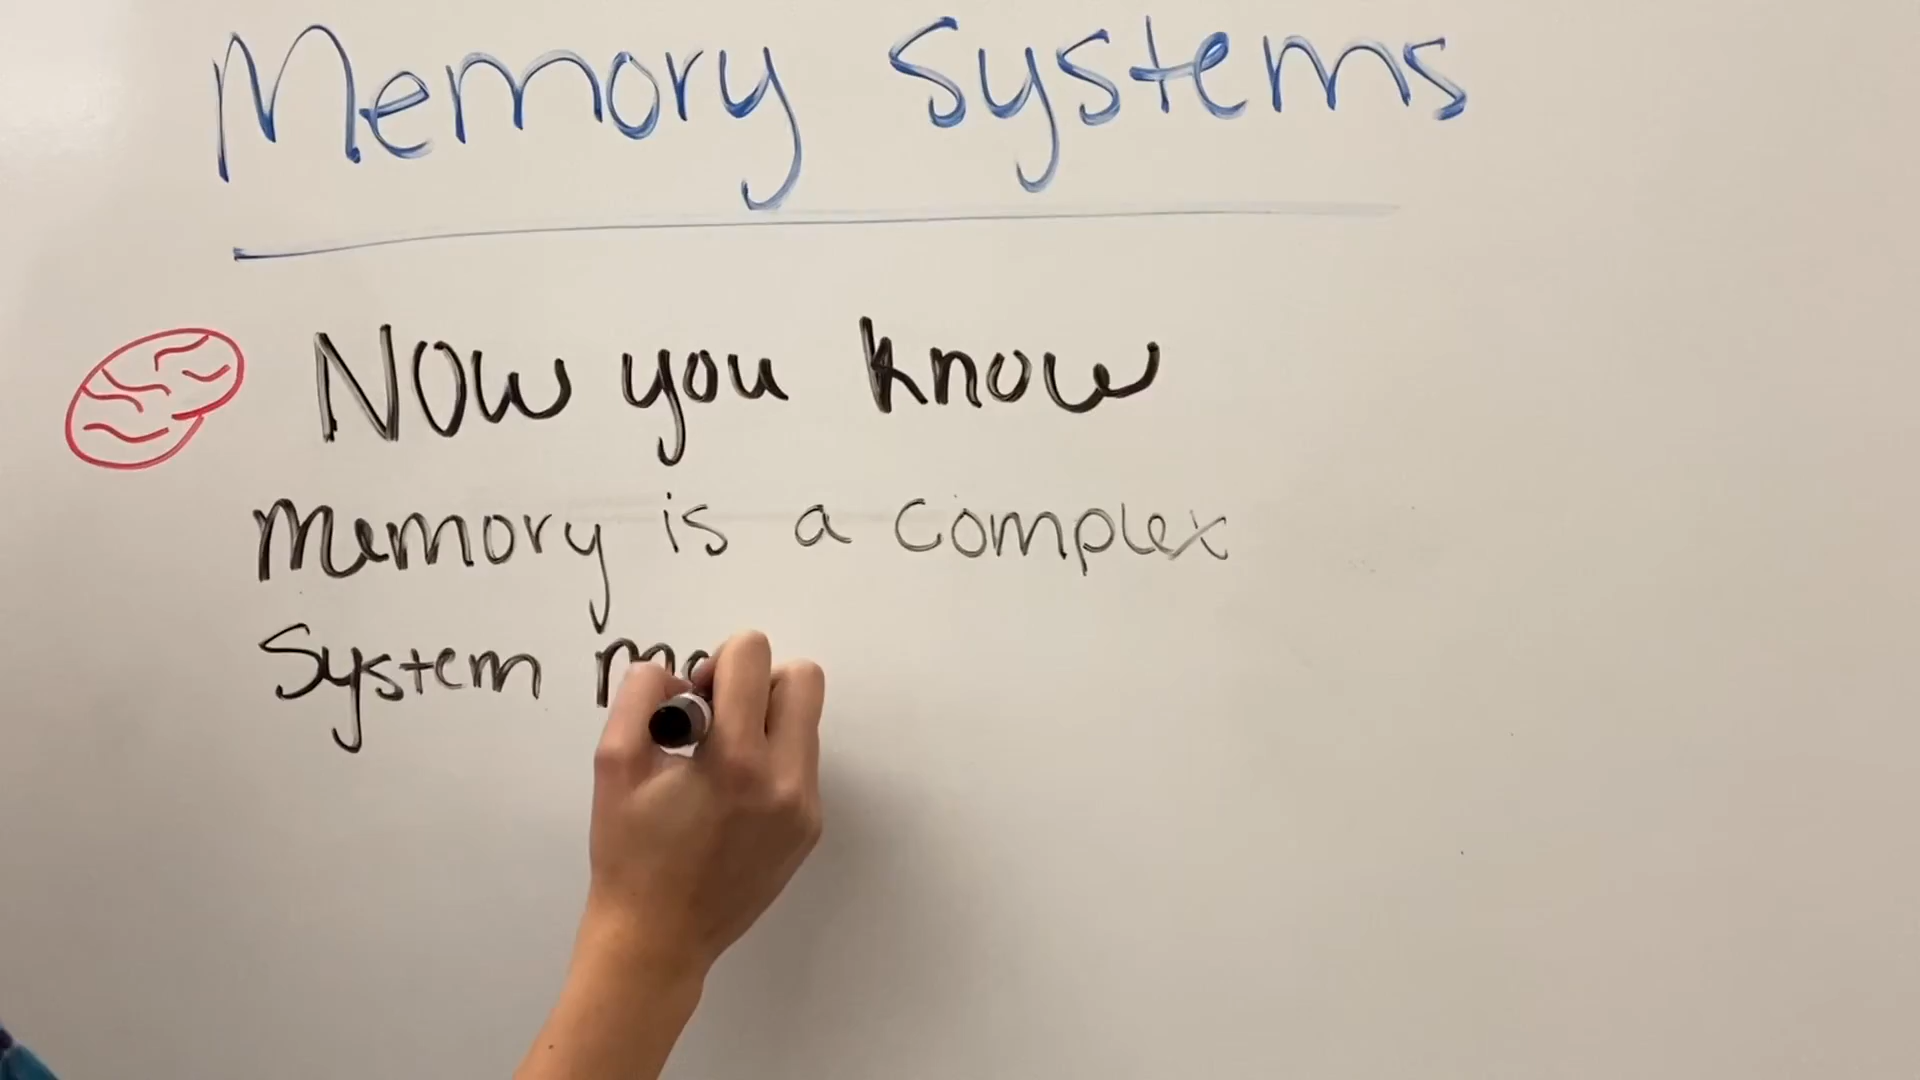 Memory Systems
Now you know
memory is a complex
System